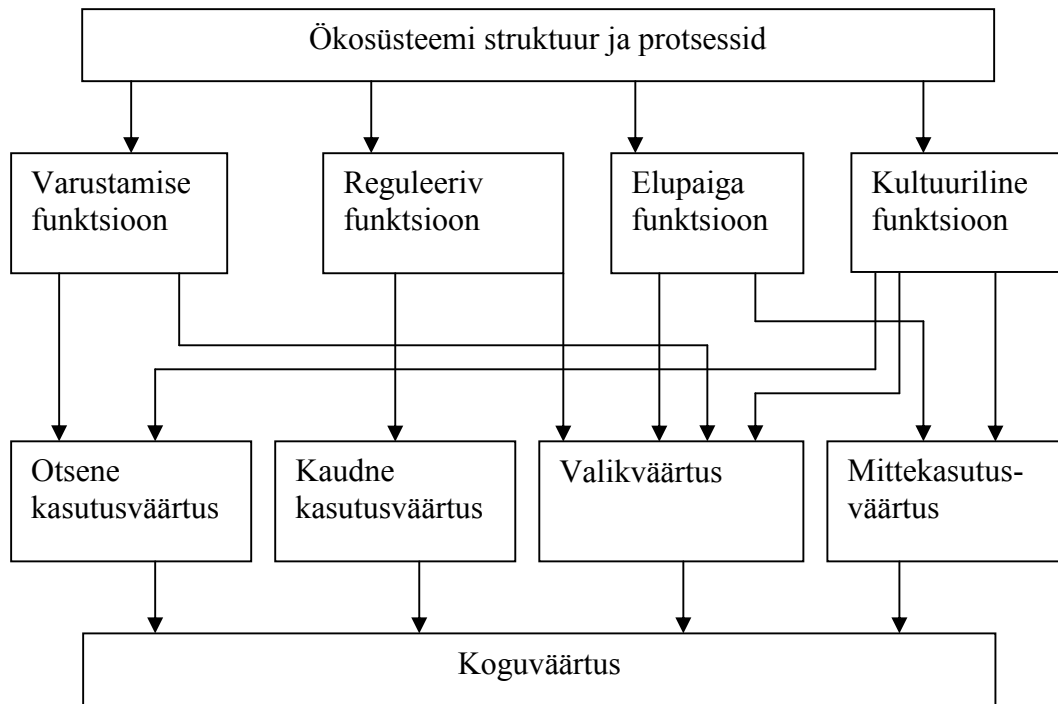 Ökosüsteemi struktuur ja protsessid
Varustamise
funktsioon
Reguleeriv
funktsioon
Elupaiga
funktsioon
Kultuuriline
funktsioon
Otsene
kasutusväärtus
Kaudne
kasutusväärtus
Valikväärtus
Mittekasutus-
väärtus
Koguväärtus